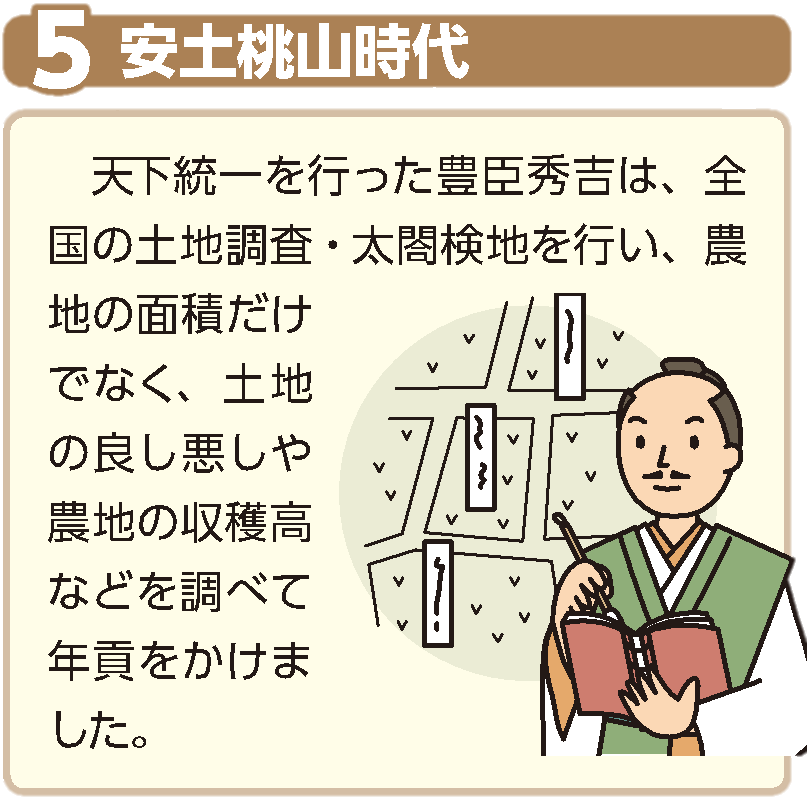 5 安土桃山時代
天下統一を行った豊臣秀吉は、全
国の土地調査・太閤検地を行い、農
地の面積だけ
でなく、土地
の良し悪しや
農地の収穫高
などを調べて
年貢をかけま
した。